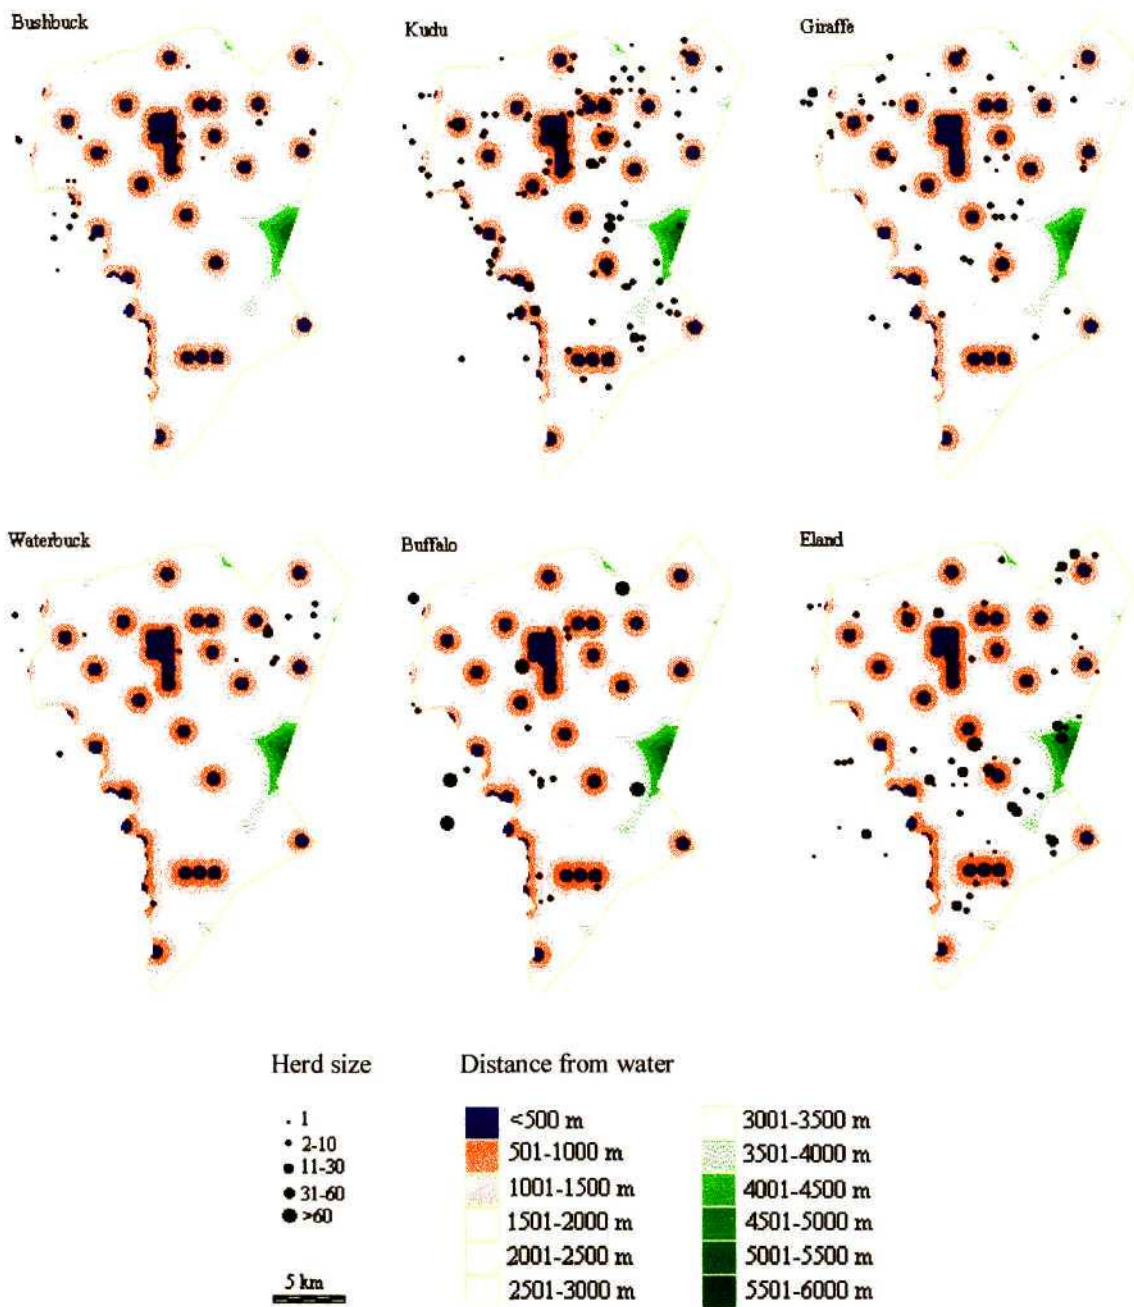 Bushbuck
Kudu
Giraffe
Waterbuck
Buffalo
Eland
Herd size
1
2-10
11-30
31-60
>60
5 km
Distance from water
<500 m
501-1000 m
1001-1500 m
1501-2000 m
2001-2500 m
2501-3000 m
3001-3500 m
3501-4000 m
4001-4500 m
4501-5000 m
5001-5500 m
5501-6000 m